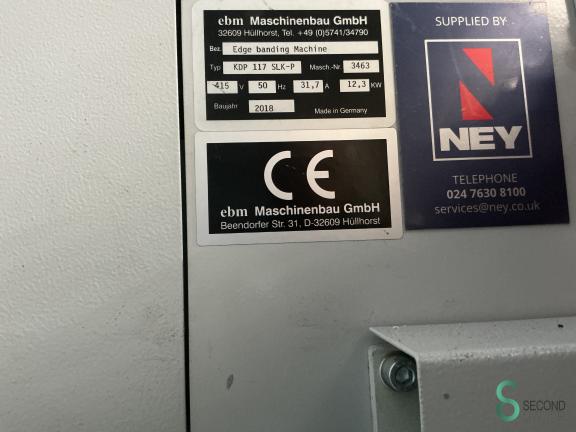 ebm Maschinenbau GmbH
32609 Hüllhorst, Tel. +49 (0)5741/34790
Bez. Edge banding Machine
Typ KDP 117 SLK-P Masch.-Nr. 3463
415 V 50 Hz 31,7 A 12,3 KW
Baujahr 2018 Made in Germany
CE
ebm Maschinenbau GmbH
Beendorfer Str. 31, D-32609 Hüllhorst
SUPPLIED BY
NEY
TELEPHONE
024 7630 8100
services@ney.co.uk
SECOND